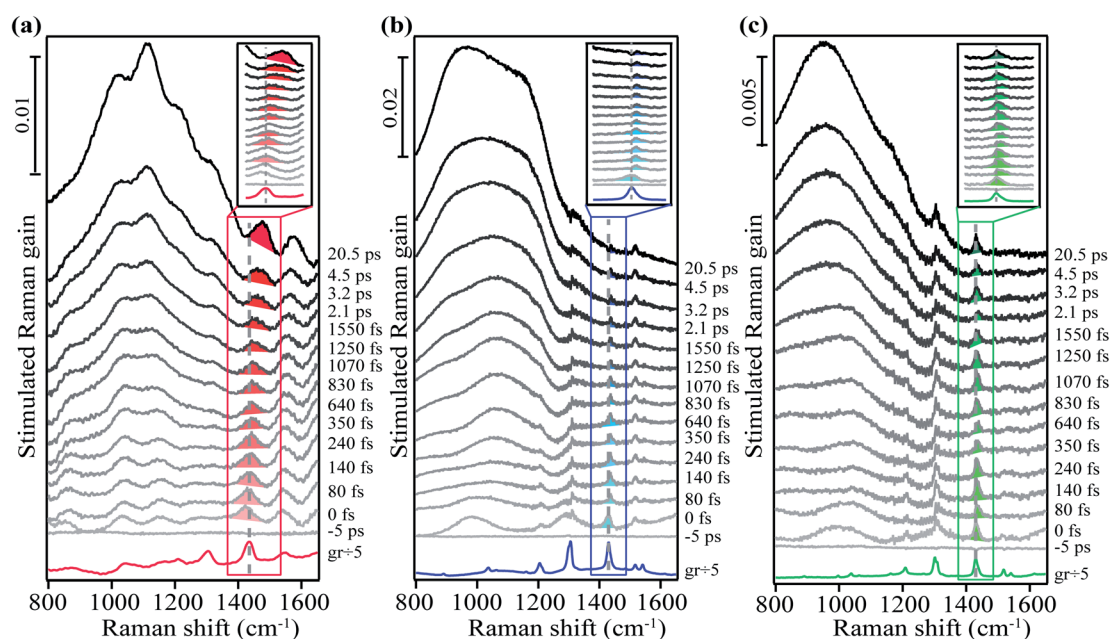 (a)
0.01
Stimulated Raman gain
20.5 ps
4.5 ps
3.2 ps
2.1 ps
1550 fs
1250 fs
1070 fs
830 fs
640 fs
350 fs
240 fs
140 fs
80 fs
0 fs
-5 ps
gr÷5
800 1000 1200 1400 1600
Raman shift (cm⁻¹)
(b)
0.02
Stimulated Raman gain
20.5 ps
4.5 ps
3.2 ps
2.1 ps
1550 fs
1250 fs
1070 fs
830 fs
640 fs
350 fs
240 fs
140 fs
80 fs
0 fs
-5 ps
gr÷5
800 1000 1200 1400 1600
Raman shift (cm⁻¹)
(c)
0.005
Stimulated Raman gain
20.5 ps
4.5 ps
3.2 ps
2.1 ps
1550 fs
1250 fs
1070 fs
830 fs
640 fs
350 fs
240 fs
140 fs
80 fs
0 fs
-5 ps
gr÷5
800 1000 1200 1400 1600
Raman shift (cm⁻¹)